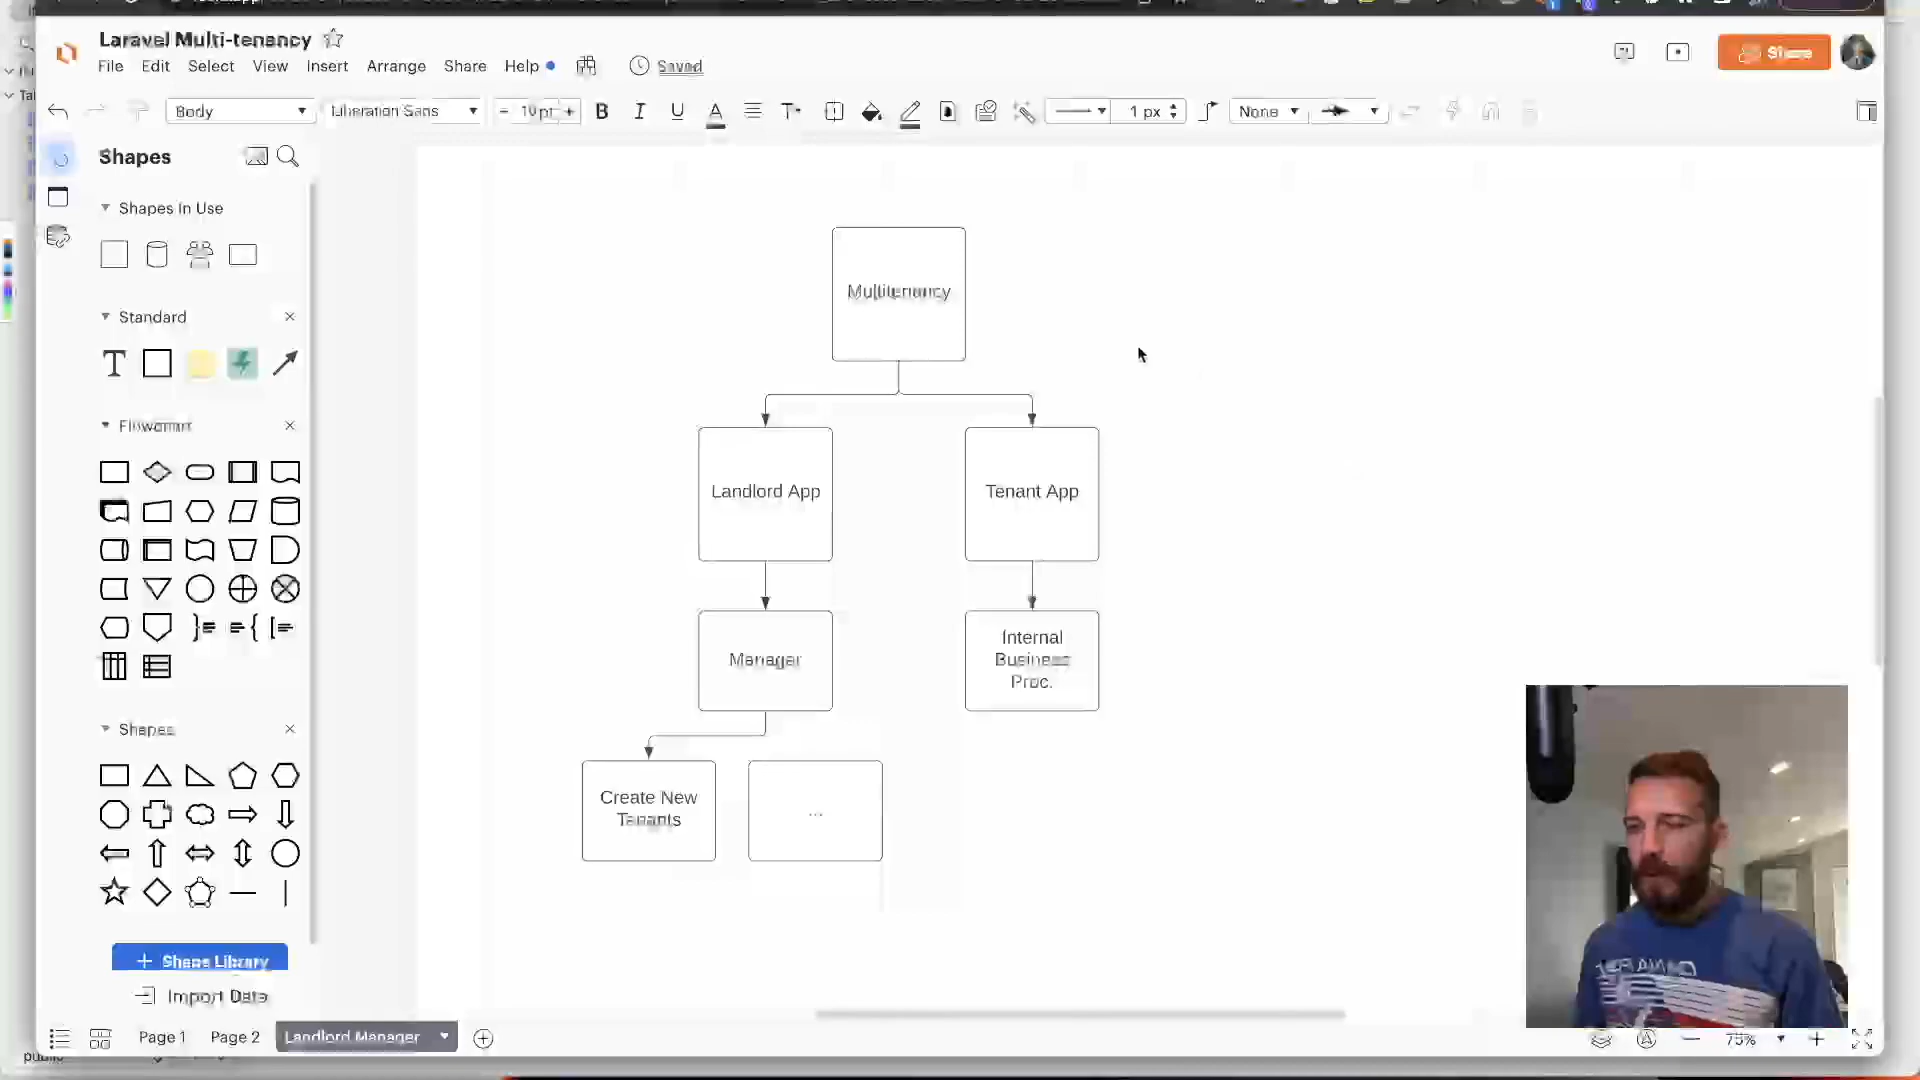 Laravel Multi-tenancy
File Edit Select View Insert Arrange Share Help Saved
Share
Body Liberation Sans 10 pt B I U A T 1 px None
Shapes
Shapes In Use
Standard
T
Flowchart
Shapes
+ Shape Library
Import Data
Multitenancy
Landlord App
Tenant App
Manager
Internal
Business
Proc.
Create New
Tenants
...
Page 1 Page 2 Landlord Manager
75%